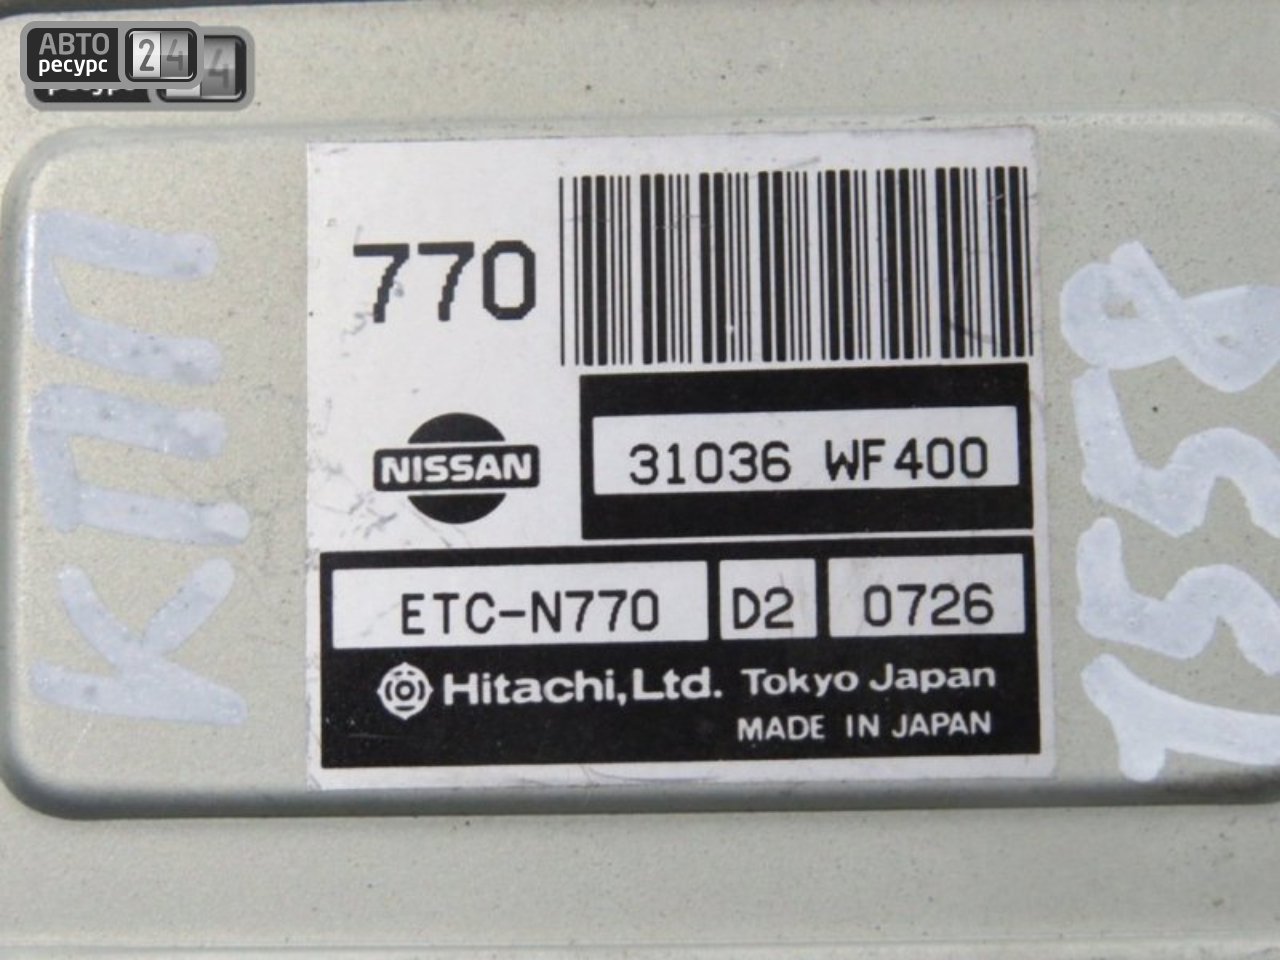 АВТО
ресурс 24
770
NISSAN
31036 WF400
ETC-N770 D2 0726
Hitachi, Ltd. Tokyo Japan
MADE IN JAPAN
КПП
1558